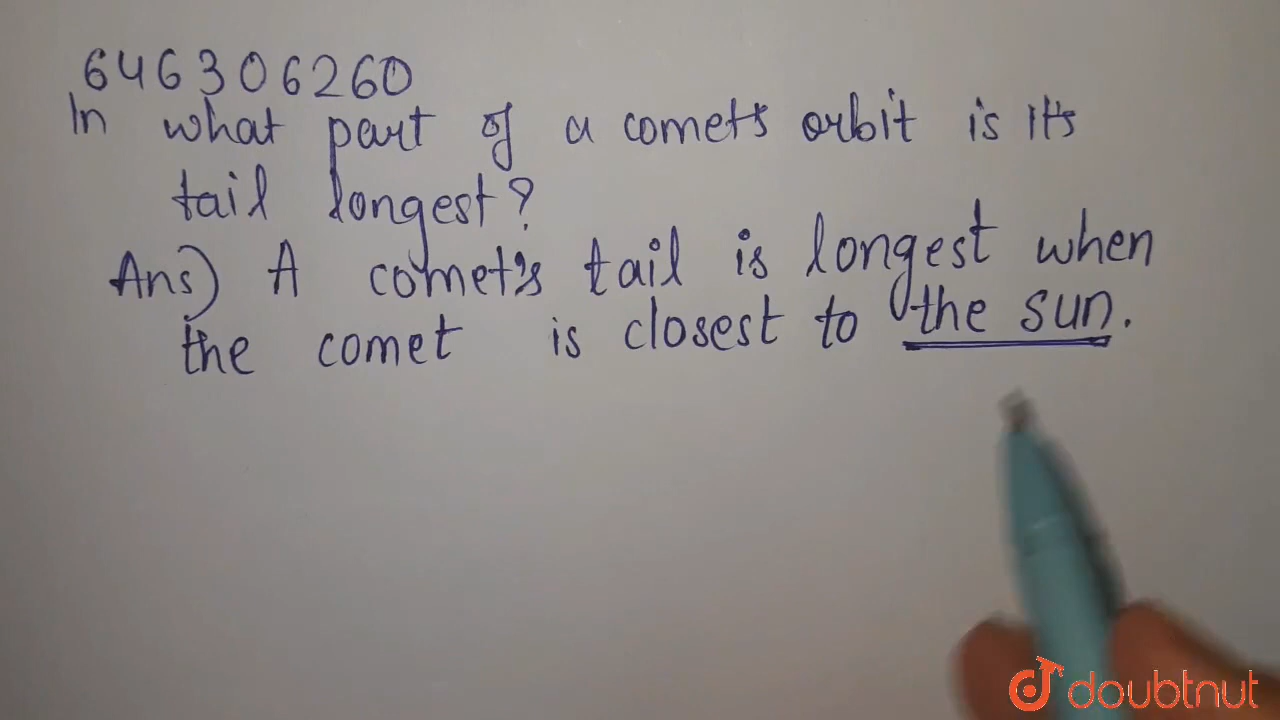 646306260
In what part of a comets orbit is it's
tail longest?
Ans) A comet's tail is longest when
the comet is closest to the sun.
doubtnut